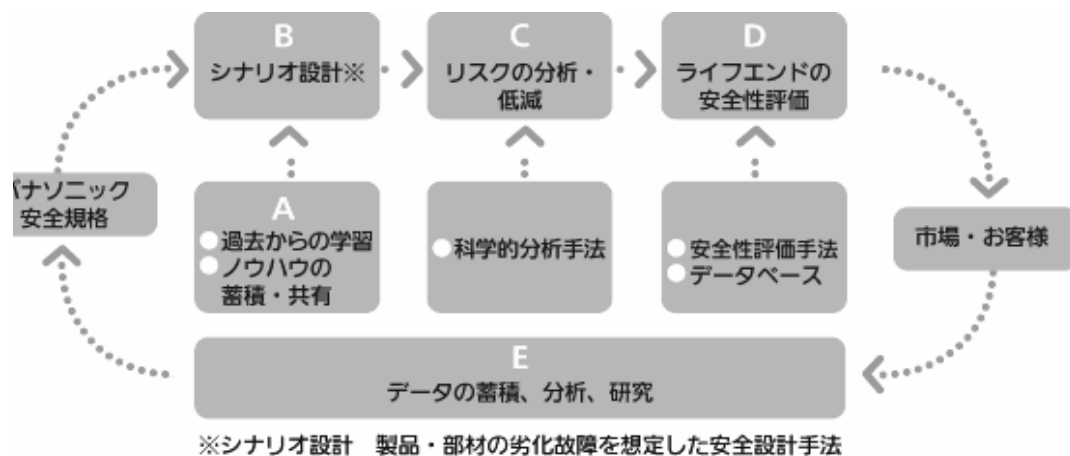 B
シナリオ設計※
C
リスクの分析・
低減
D
ライフエンドの
安全性評価
パナソニック
安全規格
A
過去からの学習
ノウハウの
蓄積・共有
科学的分析手法
安全性評価手法
データベース
市場・お客様
E
データの蓄積、分析、研究
※シナリオ設計 製品・部材の劣化故障を想定した安全設計手法